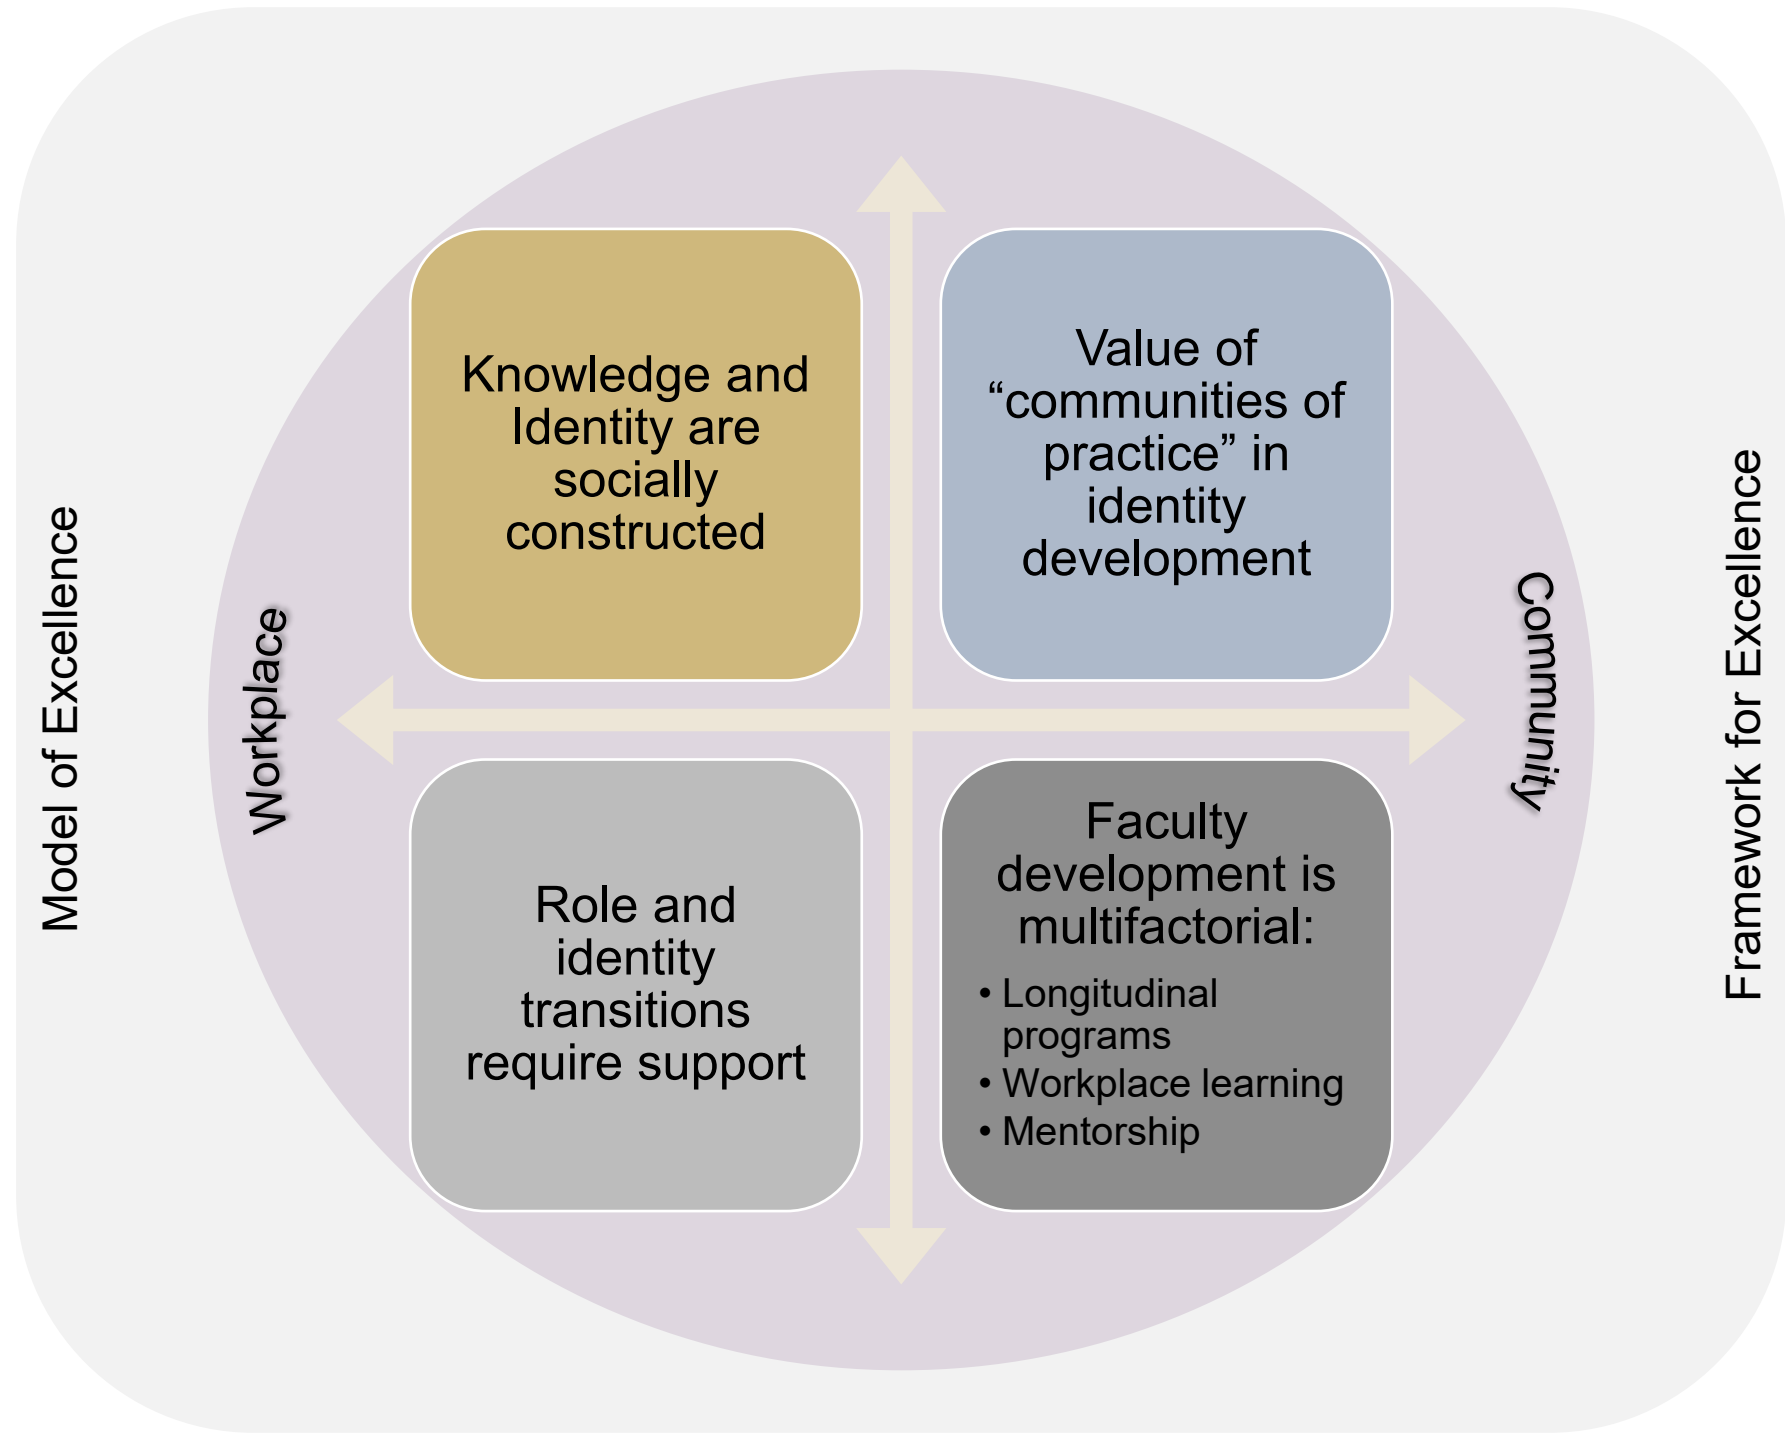 Model of Excellence
Workplace
Knowledge and
Identity are
socially
constructed
Value of
“communities of
practice” in
identity
development
Role and
identity
transitions
require support
Faculty
development is
multifactorial:
• Longitudinal
programs
• Workplace learning
• Mentorship
Community
Framework for Excellence